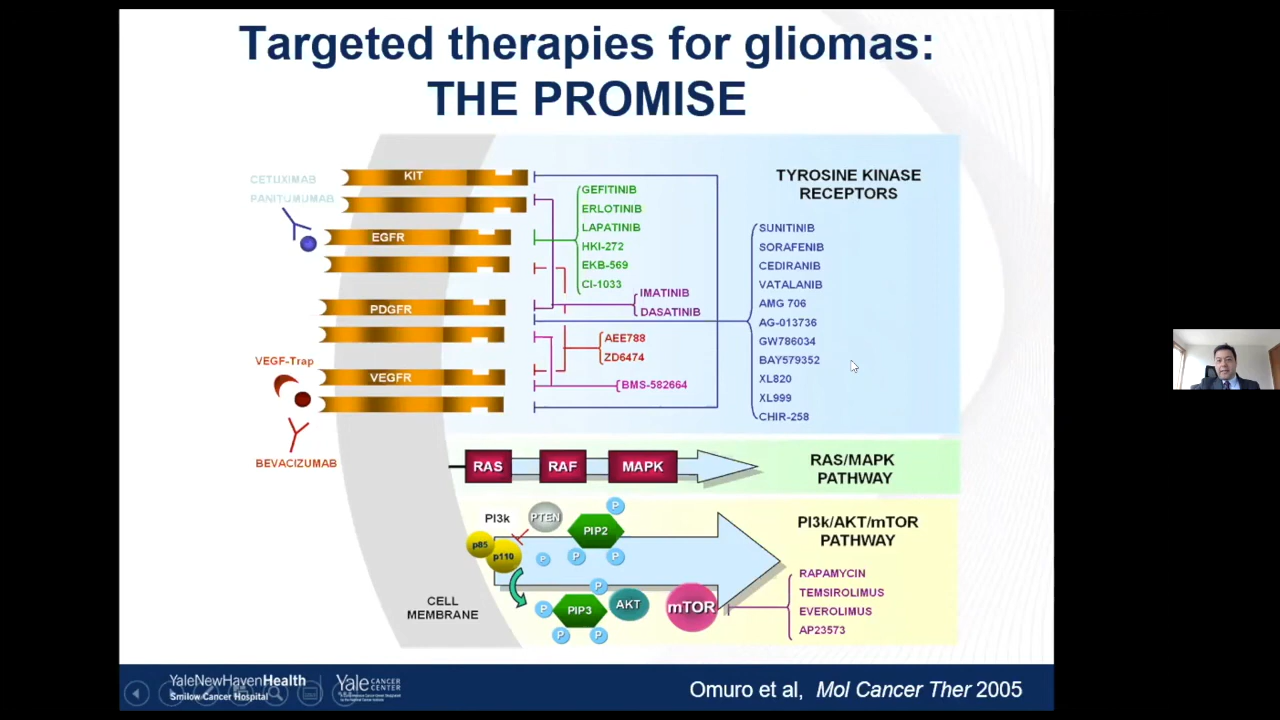 Targeted therapies for gliomas:
THE PROMISE
CETUXIMAB
PANITUMUMAB
KIT
EGFR
PDGFR
VEGFR
VEGF-Trap
BEVACIZUMAB
GEFITINIB
ERLOTINIB
LAPATINIB
HKI-272
EKB-569
CI-1033
IMATINIB
DASATINIB
AEE788
ZD6474
BMS-582664
TYROSINE KINASE
RECEPTORS
SUNITINIB
SORAFENIB
CEDIRANIB
VATALANIB
AMG 706
AG-013736
GW786034
BAY579352
XL820
XL999
CHIR-258
RAS
RAF
MAPK
RAS/MAPK
PATHWAY
PI3k
PTEN
p85
p110
PIP2
P
P
P
P
P
P
P
P
PIP3
AKT
mTOR
PI3k/AKT/mTOR
PATHWAY
RAPAMYCIN
TEMSIROLIMUS
EVEROLIMUS
AP23573
CELL
MEMBRANE
YaleNewHavenHealth
Smilow Cancer Hospital
Yale
CANCER
CENTER
Omuro et al, Mol Cancer Ther 2005